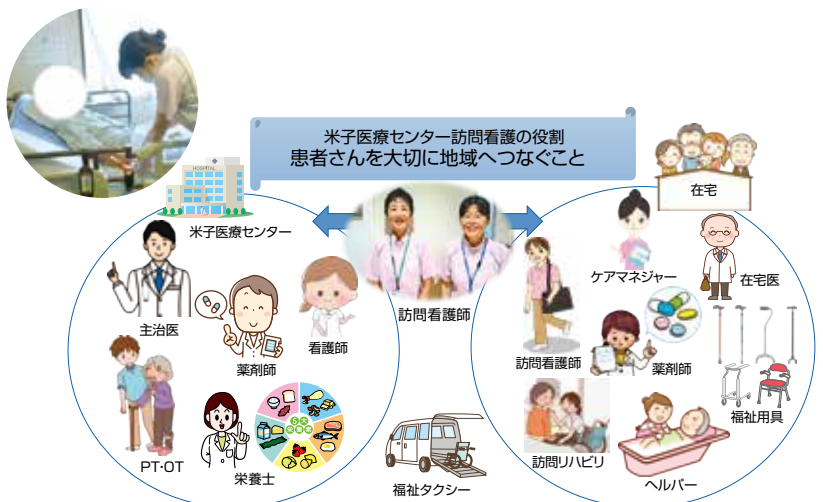 米子医療センター訪問看護の役割
患者さんを大切に地域へつなぐこと
HOSPITAL
米子医療センター
主治医
薬剤師
看護師
PT・OT
栄養士
5大
訪問看護師
福祉タクシー
在宅
ケアマネジャー
在宅医
訪問看護師
薬剤師
福祉用具
訪問リハビリ
ヘルパー